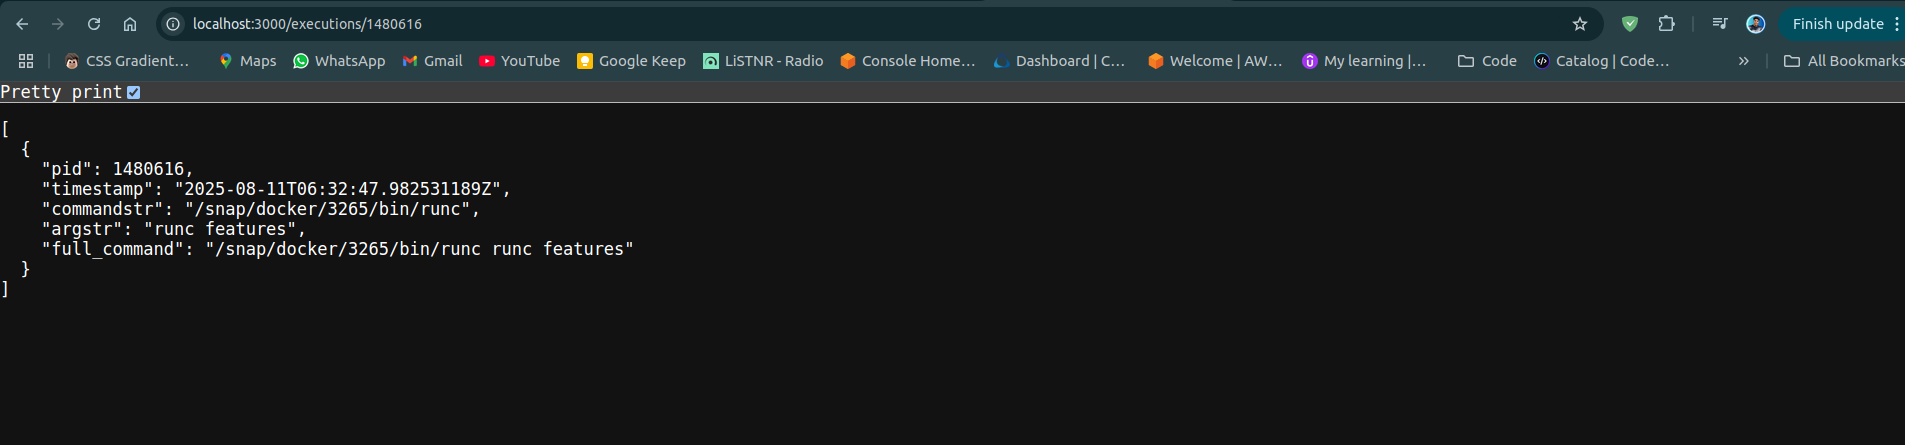 localhost:3000/executions/1480616
Finish update
CSS Gradient... Maps WhatsApp Gmail YouTube Google Keep LiSTNR - Radio Console Home... Dashboard | C... Welcome | AW... My learning |... Code Catalog | Code... » All Bookmarks
Pretty print
[
  {
    "pid": 1480616,
    "timestamp": "2025-08-11T06:32:47.982531189Z",
    "commandstr": "/snap/docker/3265/bin/runc",
    "argstr": "runc features",
    "full_command": "/snap/docker/3265/bin/runc runc features"
  }
]